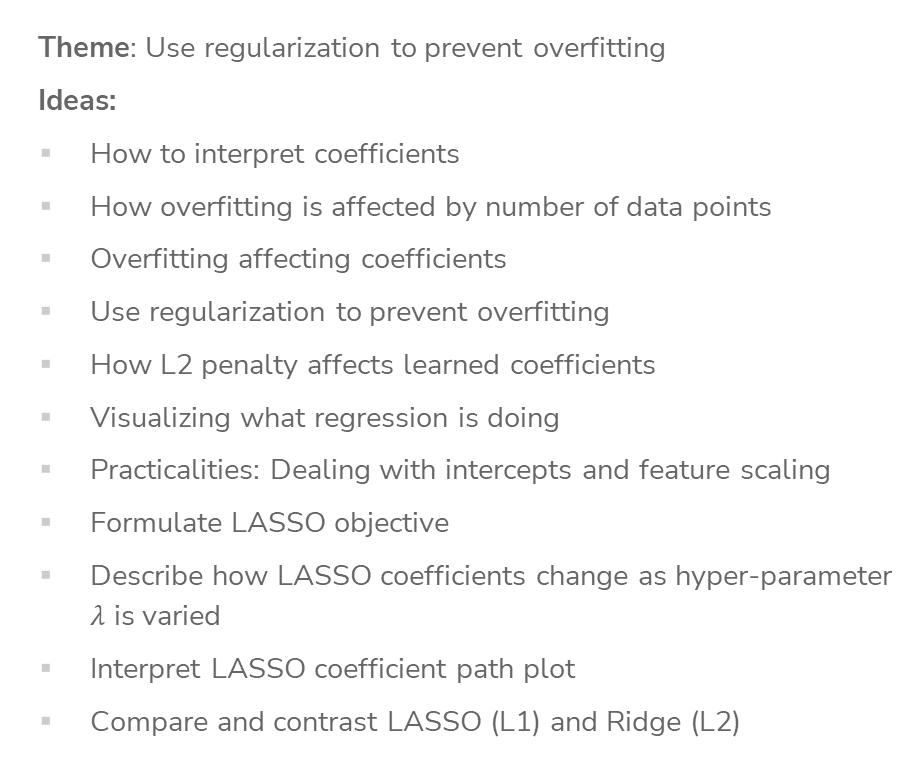 Theme: Use regularization to prevent overfitting
Ideas:
▪ How to interpret coefficients
▪ How overfitting is affected by number of data points
▪ Overfitting affecting coefficients
▪ Use regularization to prevent overfitting
▪ How L2 penalty affects learned coefficients
▪ Visualizing what regression is doing
▪ Practicalities: Dealing with intercepts and feature scaling
▪ Formulate LASSO objective
▪ Describe how LASSO coefficients change as hyper-parameter
λ is varied
▪ Interpret LASSO coefficient path plot
▪ Compare and contrast LASSO (L1) and Ridge (L2)